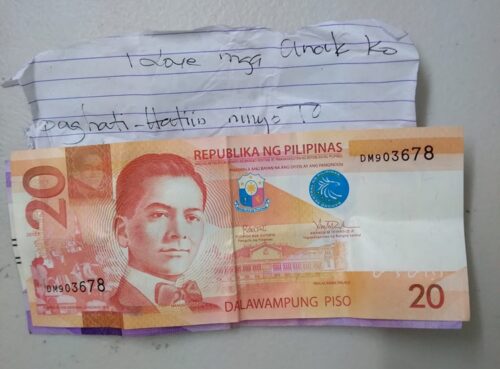 I Love mga anak ko
paghati-Hatiin ninyo To
REPUBLIKA NG PILIPINAS
DM903678
20
DM903678
DALAWAMPUNG PISO
20